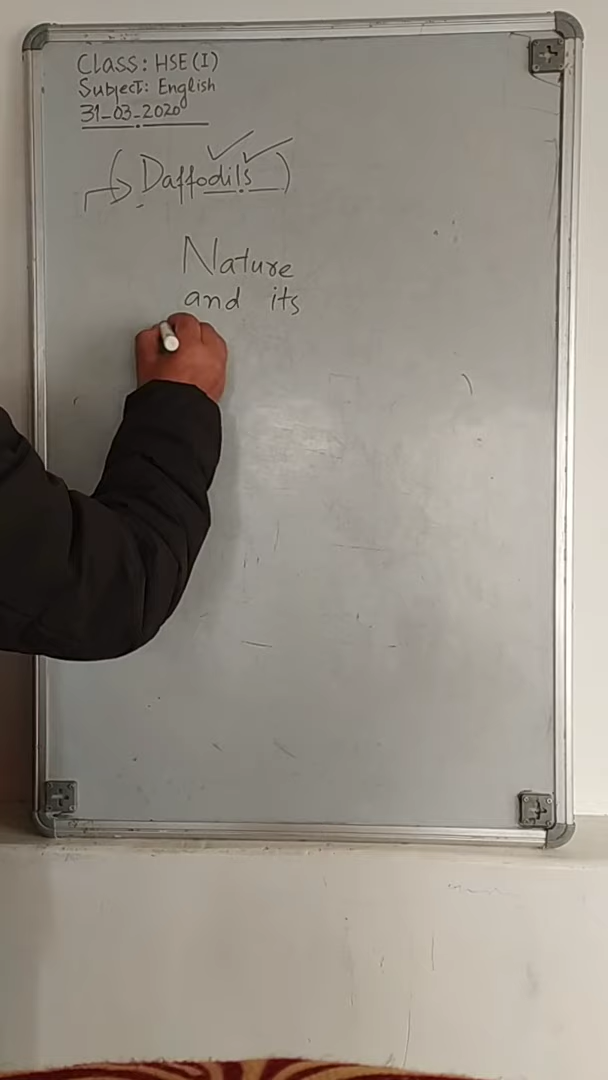 Class: HSE(I)
Subject: English
31-03-2020
(Daffodils)
Nature
and its